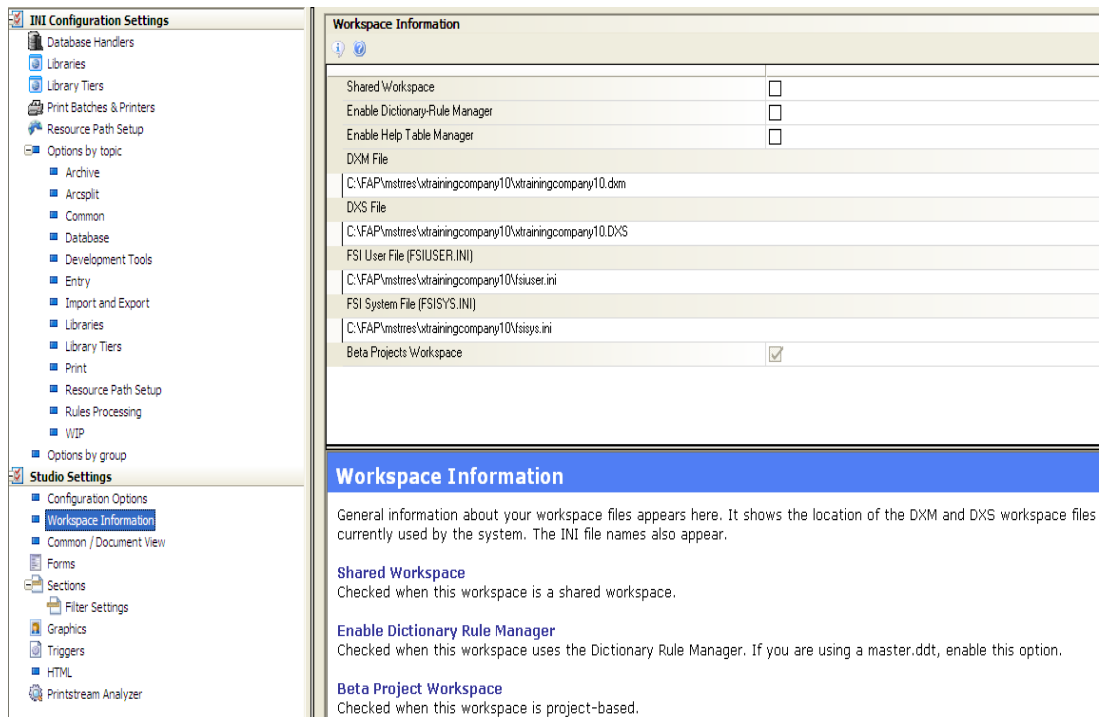 INI Configuration Settings
Database Handlers
Libraries
Library Tiers
Print Batches & Printers
Resource Path Setup
Options by topic
Archive
Arcsplit
Common
Database
Development Tools
Entry
Import and Export
Libraries
Library Tiers
Print
Resource Path Setup
Rules Processing
WIP
Options by group
Studio Settings
Configuration Options
Workspace Information
Common / Document View
Forms
Sections
Filter Settings
Graphics
Triggers
HTML
Printstream Analyzer
Workspace Information
Shared Workspace
Enable Dictionary-Rule Manager
Enable Help Table Manager
DXM File
C:\FAP\mstrres\xtrainingcompany10\xtrainingcompany10.dxm
DXS File
C:\FAP\mstrres\xtrainingcompany10\xtrainingcompany10.DXS
FSI User File (FSIUSER.INI)
C:\FAP\mstrres\xtrainingcompany10\fsiuser.ini
FSI System File (FSISYS.INI)
C:\FAP\mstrres\xtrainingcompany10\fsisys.ini
Beta Projects Workspace
Workspace Information
General information about your workspace files appears here. It shows the location of the DXM and DXS workspace files
currently used by the system. The INI file names also appear.
Shared Workspace
Checked when this workspace is a shared workspace.
Enable Dictionary Rule Manager
Checked when this workspace uses the Dictionary Rule Manager. If you are using a master.ddt, enable this option.
Beta Project Workspace
Checked when this workspace is project-based.